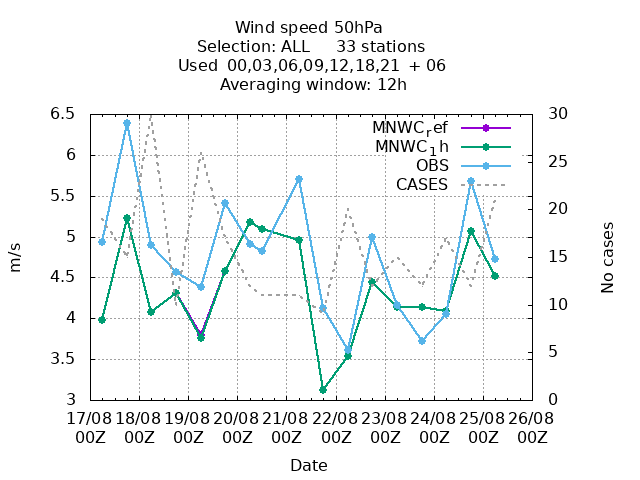 Wind speed 50hPa
Selection: ALL 33 stations
Used 00,03,06,09,12,18,21 + 06
Averaging window: 12h
6.5
6
5.5
5
4.5
4
3.5
3
m/s
MNWC_ref
MNWC_1h
OBS
CASES
30
25
20
15
10
5
0
No cases
17/08 18/08 19/08 20/08 21/08 22/08 23/08 24/08 25/08 26/08
00Z 00Z 00Z 00Z 00Z 00Z 00Z 00Z 00Z 00Z
Date